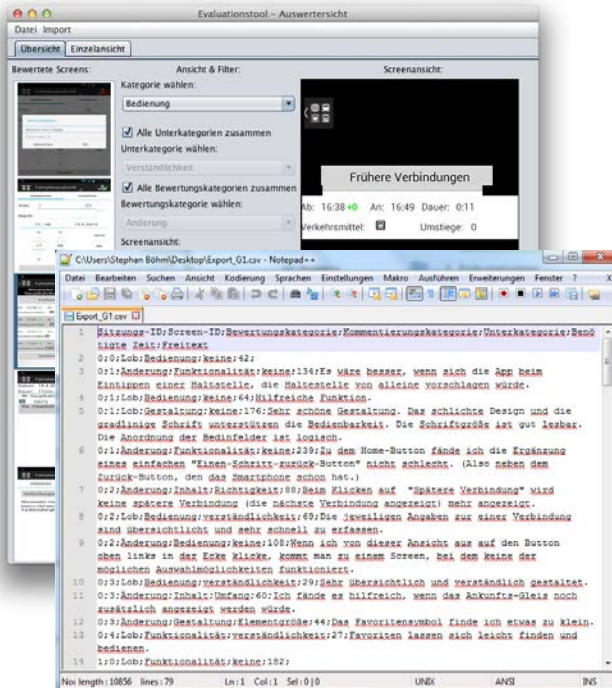 Evaluationstool – Auswertersicht
Datei Import
Übersicht Einzelansicht
Bewertete Screens:
Ansicht & Filter:
Screenansicht:
Kategorie wählen:
Bedienung
Alle Unterkategorien zusammen
Unterkategorie wählen:
Verständlichkeit
Alle Bewertungskategorien zusammen
Bewertungskategorie wählen:
Änderung
Screenansicht:
Frühere Verbindungen
Ab: 16:38 +0 An: 16:49 Dauer: 0:11
Verkehrsmittel: Umstiege: 0
C:\Users\Stephan Böhm\Desktop\Export_G1.csv - Notepad++
Datei Bearbeiten Suchen Ansicht Kodierung Sprachen Einstellungen Makro Ausführen Erweiterungen Fenster ? X
Export_G1.csv
1 Sitzungs-ID;Screen-ID;Bewertungskategorie;Kommentierungskategorie;Unterkategorie;Benö
tigte Zeit;Freitext
2 0;0;Lob;Bedienung;keine;42;
3 0;1;Änderung;Funktionalität;keine;134;Es wäre besser, wenn sich die App beim
Eintippen einer Haltstelle, die Haltestelle von alleine vorschlagen würde.
4 0;1;Lob;Bedienung;keine;64;Hilfreiche Funktion.
5 0;1;Lob;Gestaltung;keine;176;Sehr schöne Gestaltung. Das schlichte Design und die
gradlinige Schrift unterstützen die Bedienbarkeit. Die Schriftgröße ist gut lesbar.
Die Anordnung der Bedinfelder ist logisch.
6 0;1;Änderung;Funktionalität;keine;239;Zu dem Home-Button fände ich die Ergänzung
eines einfachen "Einen-Schritt-zurück-Button" nicht schlecht. (Also neben dem
Zurück-Button, den das Smartphone schon hat.)
7 0;2;Änderung;Inhalt;Richtigkeit;88;Beim Klicken auf "Spätere Verbindung" wird
keine spätere Verbindung (die nächste Verbindung angezeigt) mehr angezeigt.
8 0;2;Lob;Bedienung;verständlichkeit;69;Die jeweiligen Angaben zur einer Verbindung
sind übersichtlicht und sehr schnell zu erfassen.
9 0;2;Änderung;Bedienung;keine;108;Wenn ich von dieser Ansicht aus auf den Button
oben links in der Ecke klicke, kommt man zu einem Screen, bei dem keine der
möglichen Auswahlmöglichkeiten funktioniert.
10 0;3;Lob;Bedienung;verständlichkeit;29;Sehr übersichtlich und verständlich gestaltet.
11 0;3;Änderung;Inhalt;Umfang;60;Ich fände es hilfreich, wenn das Ankunfts-Gleis noch
zusätzlich angezeigt werden würde.
12 0;3;Änderung;Gestaltung;Elementgröße;44;Das Favoritensymbol finde ich etwas zu klein.
13 0;4;Lob;Funktionalität;verständlichkeit;27;Favoriten lassen sich leicht finden und
bedienen.
14 1;0;Lob;Funktionalität;keine;182;
length : 10856 lines : 79 Ln : 1 Col : 1 Sel : 0 | 0 UNIX ANSI INS